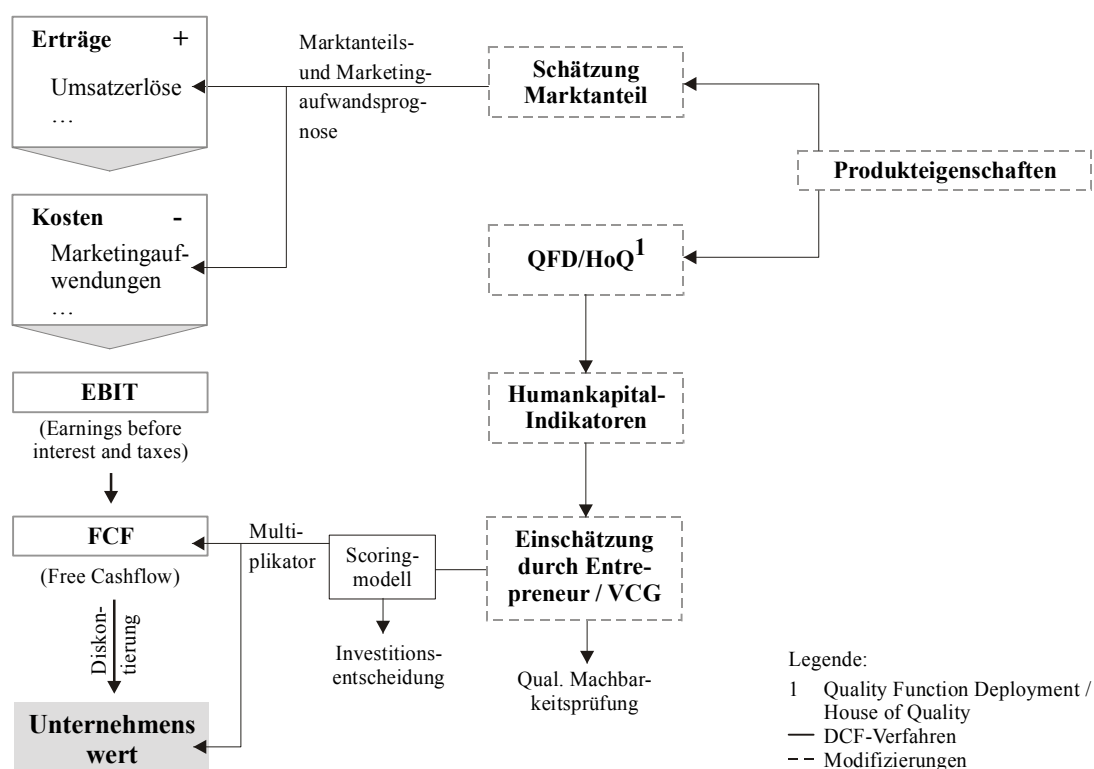 Erträge +
Umsatzerlöse
…
Marktanteils-
und Marketing-
aufwandsprog-
nose
Schätzung
Marktanteil
Produkteigenschaften
Kosten -
Marketingauf-
wendungen
…
QFD/HoQ1
EBIT
(Earnings before
interest and taxes)
Humankapital-
Indikatoren
FCF
(Free Cashflow)
Multi-
plikator
Scoring-
modell
Einschätzung
durch Entre-
preneur / VCG
Diskon-
tierung
Investitions-
entscheidung
Qual. Machbar-
keitsprüfung
Unternehmens
wert
Legende:
1 Quality Function Deployment /
House of Quality
DCF-Verfahren
Modifizierungen